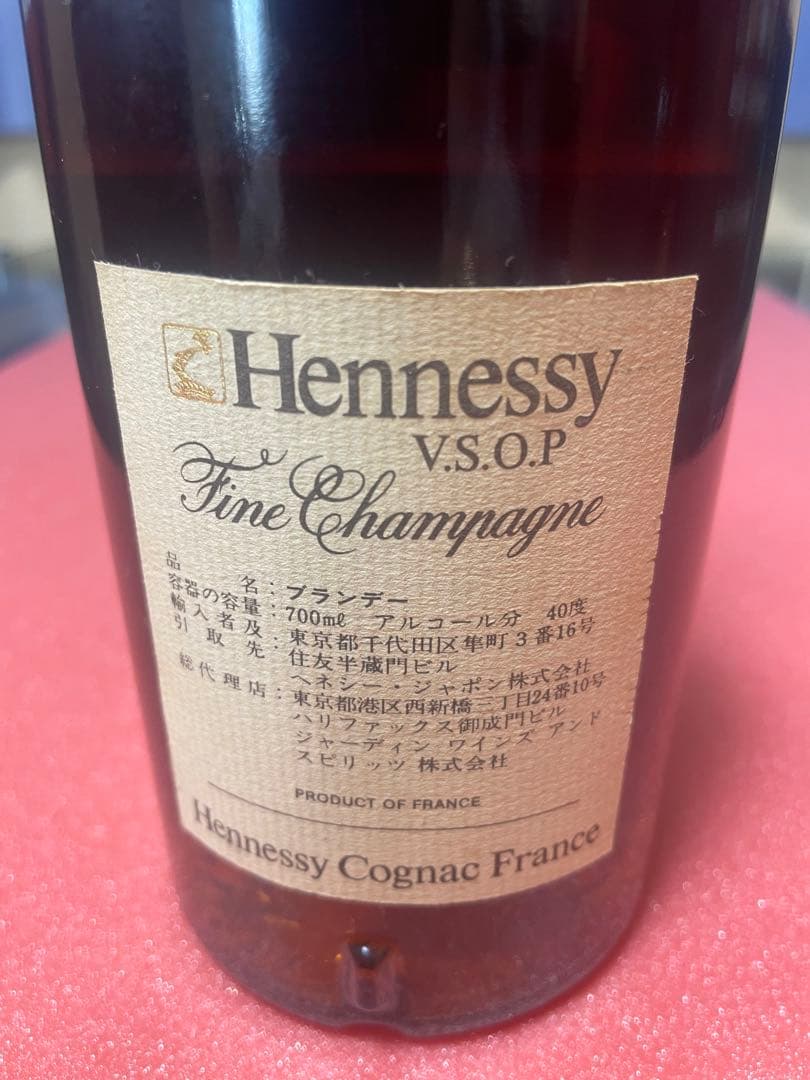 Hennessy
V.S.O.P
Fine Champagne
品名：ブランデー
容器の容量：700ml アルコール分 40度
輸入者及：東京都千代田区隼町3番16号
引取先 住友半蔵門ビル
ヘネシー・ジャポン株式会社
総代理店：東京都港区西新橋三丁目24番10号
ハリファックス御成門ビル
ジャーディン ワインズ アンド
スピリッツ 株式会社
PRODUCT OF FRANCE
Hennessy Cognac France